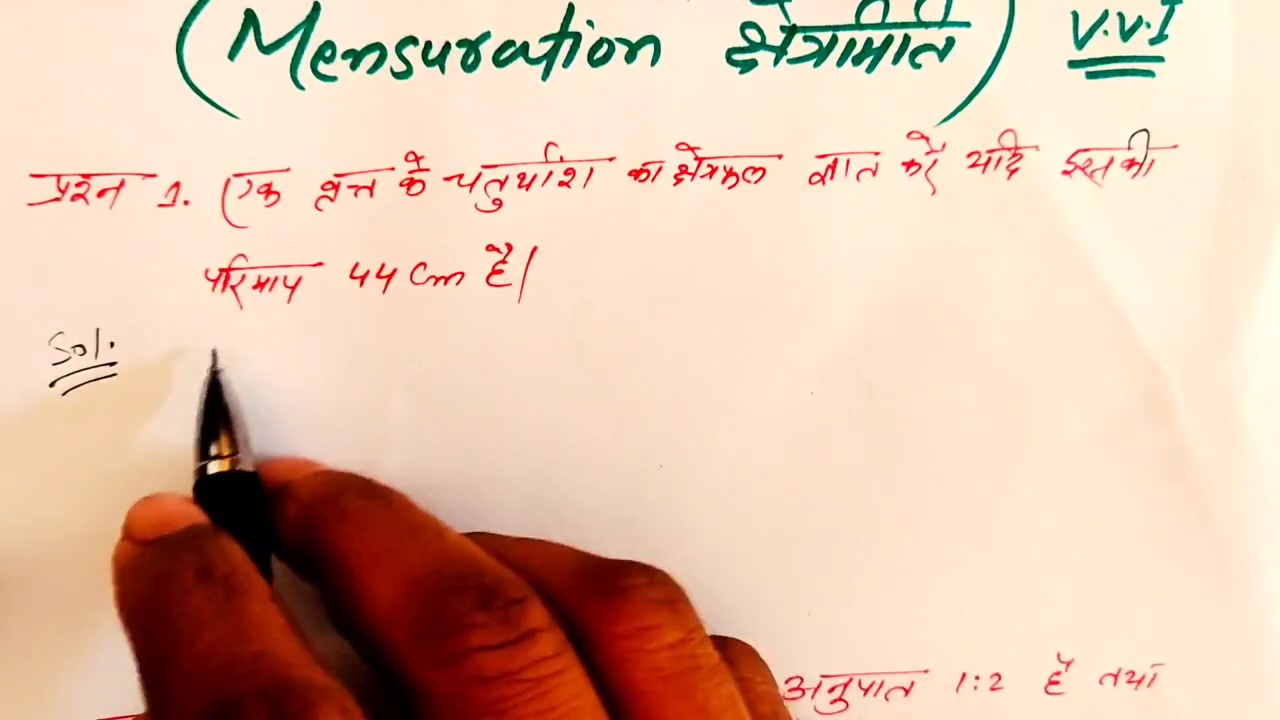 (Mensuration क्षेत्रमिति) V.V.I
प्रश्न 1. एक वृत्त के चतुर्थांश का क्षेत्रफल ज्ञात करें यदि इसकी
परिमाप 44 cm है।
Sol.
अनुपात 1:2 है तथा